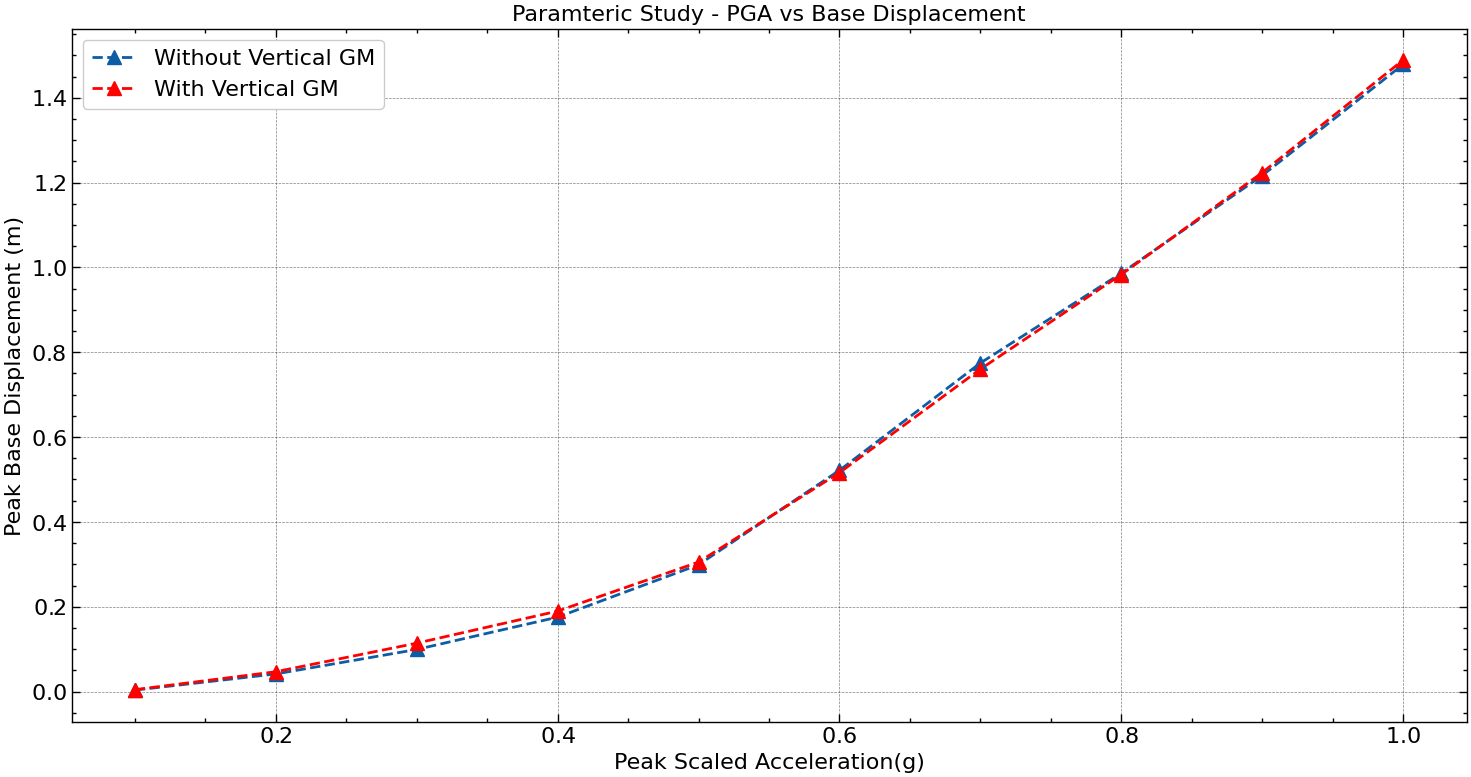 Paramteric Study - PGA vs Base Displacement
Without Vertical GM
With Vertical GM
Peak Base Displacement (m)
1.4
1.2
1.0
0.8
0.6
0.4
0.2
0.0
0.2 0.4 0.6 0.8 1.0
Peak Scaled Acceleration(g)